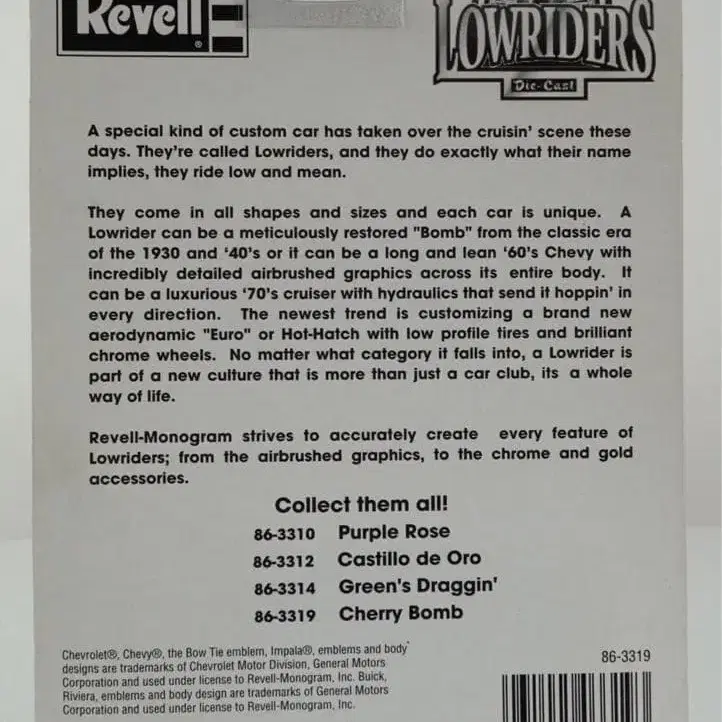 Revell®
LOWRIDERS
Die-Cast
A special kind of custom car has taken over the cruisin' scene these
days. They're called Lowriders, and they do exactly what their name
implies, they ride low and mean.
They come in all shapes and sizes and each car is unique. A
Lowrider can be a meticulously restored "Bomb" from the classic era
of the 1930 and '40's or it can be a long and lean '60's Chevy with
incredibly detailed airbrushed graphics across its entire body. It
can be a luxurious '70's cruiser with hydraulics that send it hoppin' in
every direction. The newest trend is customizing a brand new
aerodynamic "Euro" or Hot-Hatch with low profile tires and brilliant
chrome wheels. No matter what category it falls into, a Lowrider is
part of a new culture that is more than just a car club, its a whole
way of life.
Revell-Monogram strives to accurately create every feature of
Lowriders; from the airbrushed graphics, to the chrome and gold
accessories.
Collect them all!
86-3310 Purple Rose
86-3312 Castillo de Oro
86-3314 Green's Draggin'
86-3319 Cherry Bomb
Chevrolet®, Chevy®, the Bow Tie emblem, Impala®, emblems and body
designs are trademarks of Chevrolet Motor Division, General Motors
Corporation and used under license to Revell-Monogram, Inc. Buick,
Riviera, emblems and body design are trademarks of General Motors
Corporation and used under license to Revell-Monogram, Inc.
86-3319